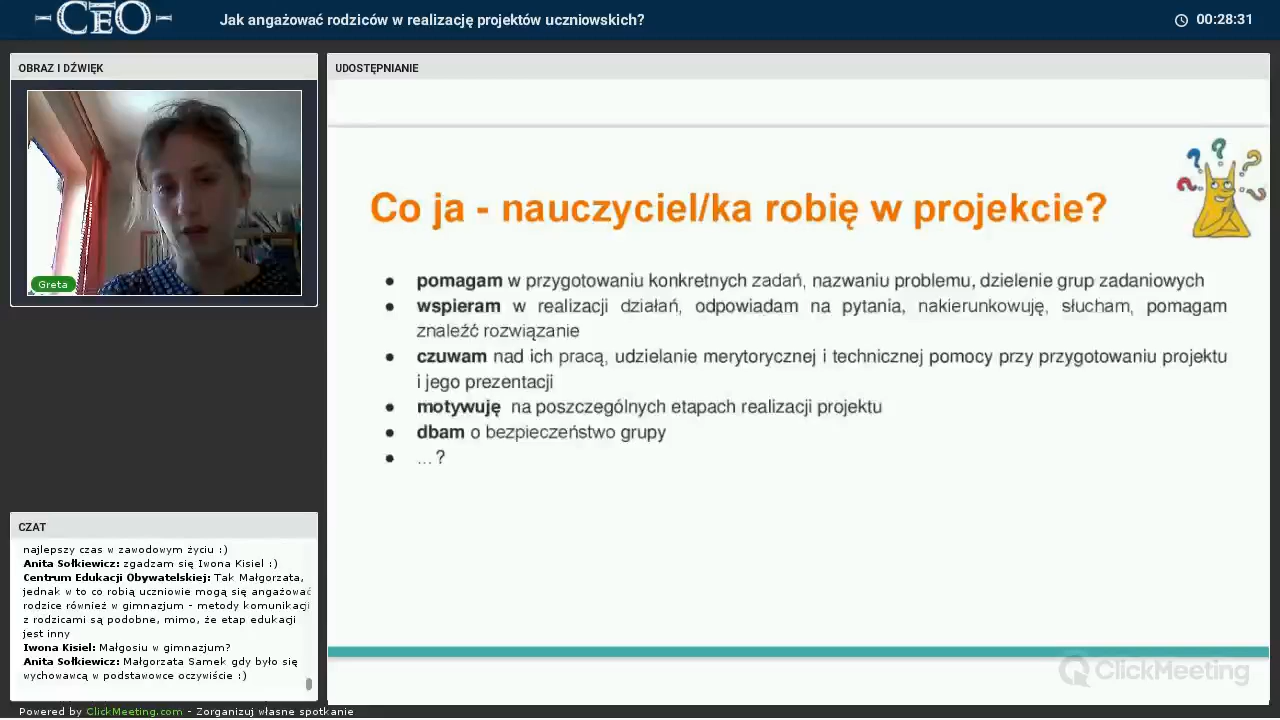 CEO
Jak angażować rodziców w realizację projektów uczniowskich?
00:28:31
OBRAZ I DŹWIĘK
Greta
UDOSTĘPNIANIE
Co ja - nauczyciel/ka robię w projekcie?
● pomagam w przygotowaniu konkretnych zadań, nazwaniu problemu, dzielenie grup zadaniowych
● wspieram w realizacji działań, odpowiadam na pytania, nakierunkowuję, słucham, pomagam
znaleźć rozwiązanie
● czuwam nad ich pracą, udzielanie merytorycznej i technicznej pomocy przy przygotowaniu projektu
i jego prezentacji
● motywuję na poszczególnych etapach realizacji projektu
● dbam o bezpieczeństwo grupy
● ...?
CZAT
najlepszy czas w zawodowym życiu :)
Anita Sołkiewicz: zgadzam się Iwona Kisiel :)
Centrum Edukacji Obywatelskiej: Tak Małgorzata,
jednak w to co robią uczniowie mogą się angażować
rodzice również w gimnazjum - metody komunikacji
z rodzicami są podobne, mimo, że etap edukacji
jest inny
Iwona Kisiel: Małgosiu w gimnazjum?
Anita Sołkiewicz: Małgorzata Samek gdy było się
wychowawcą w podstawowce oczywiście :)
ClickMeeting
Powered by ClickMeeting.com - Zorganizuj własne spotkanie